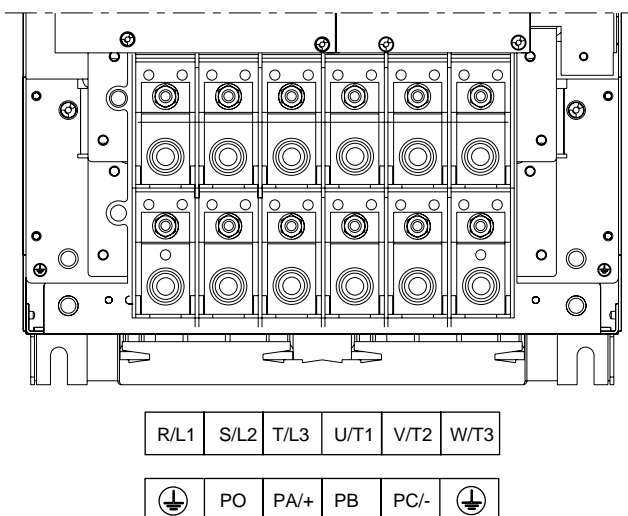 R/L1 S/L2 T/L3 U/T1 V/T2 W/T3
PO PA/+ PB PC/-